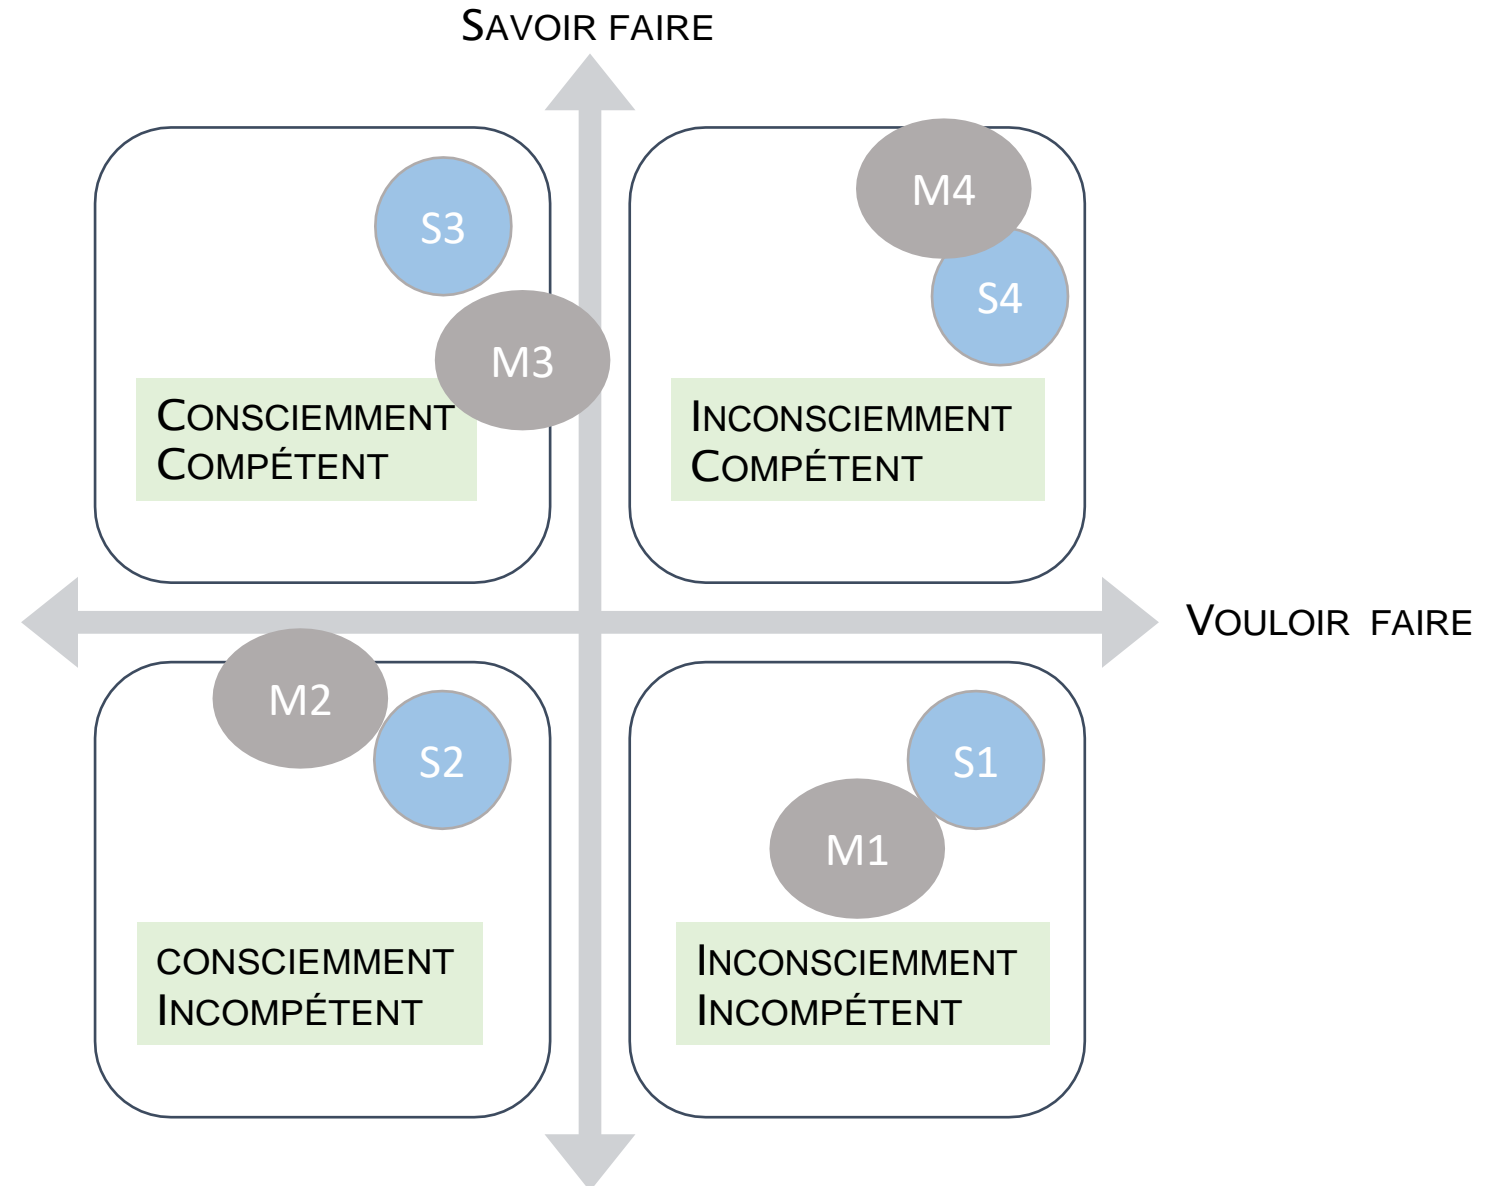 SAVOIR FAIRE
S3
M3
CONSCIEMMENT
COMPÉTENT
M4
S4
INCONSCIEMMENT
COMPÉTENT
VOULOIR FAIRE
M2
S2
CONSCIEMMENT
INCOMPÉTENT
S1
M1
INCONSCIEMMENT
INCOMPÉTENT